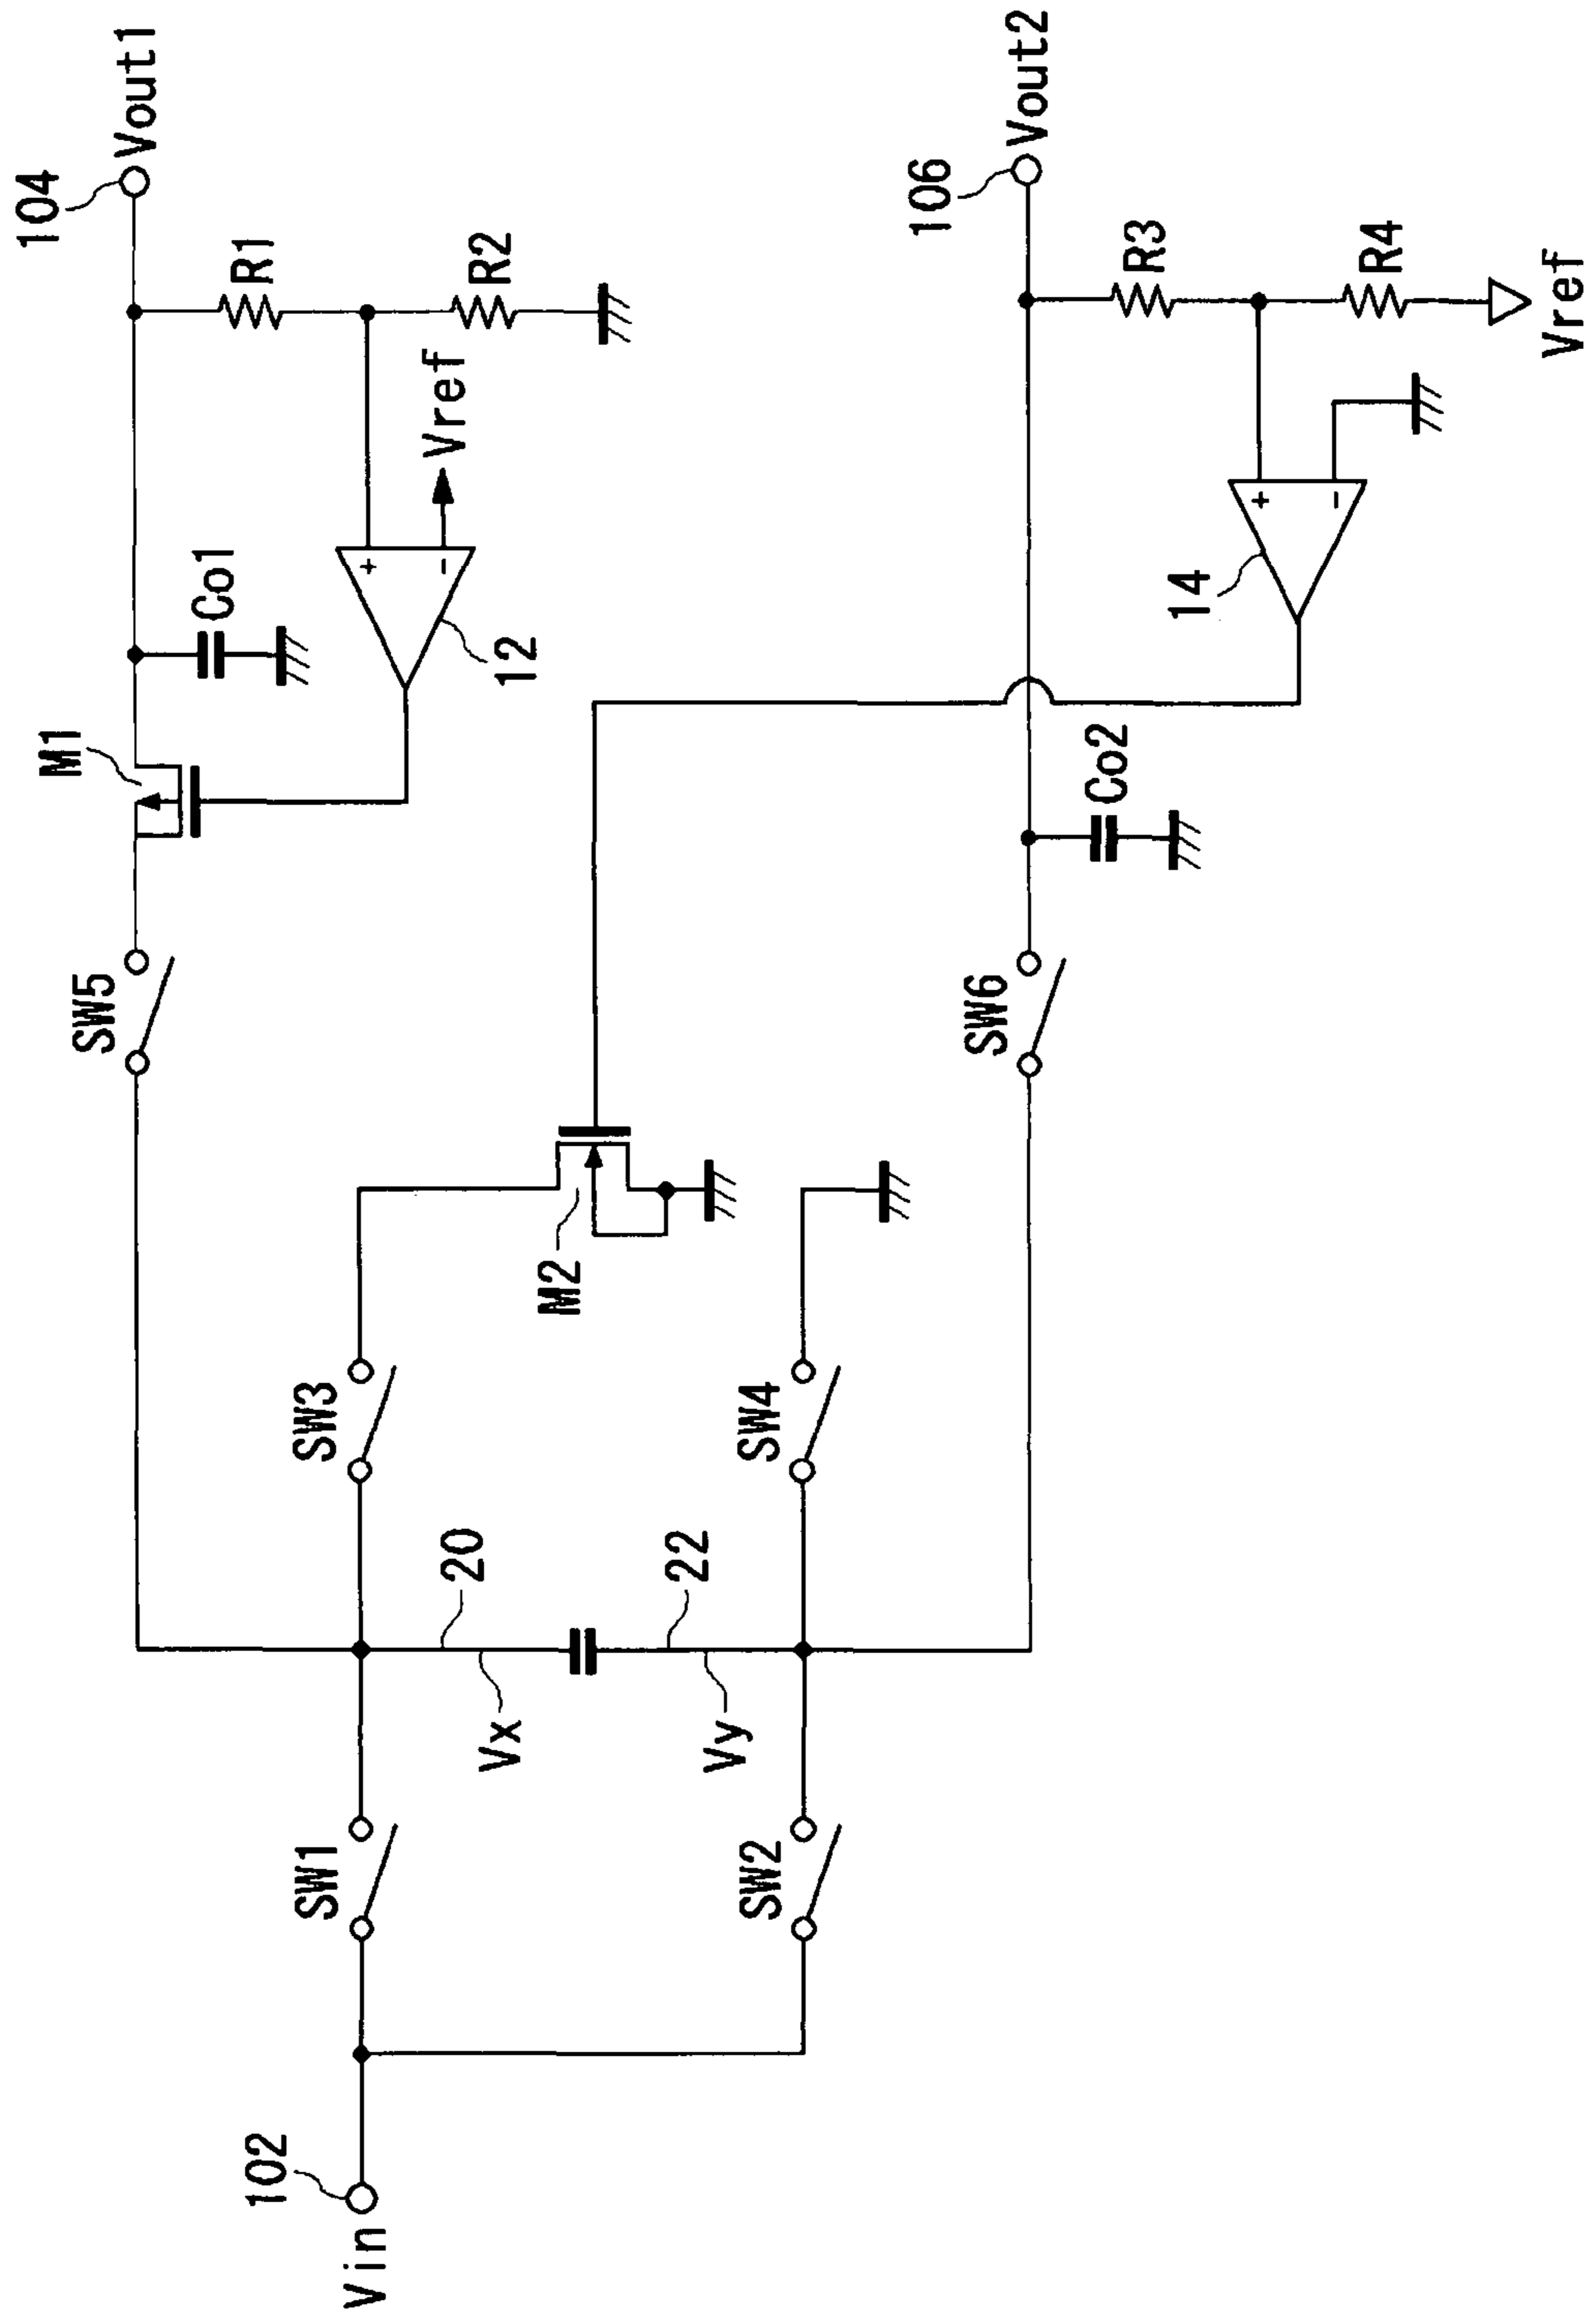 104
Vout1
M1
SW5
Co1
R1
12
Vref
R2
102
Vin
SW1
SW3
20
Vx
M2
22
Vy
SW2
SW4
106
Vout2
SW6
Co2
14
R3
R4
Vref
+
-
+
-